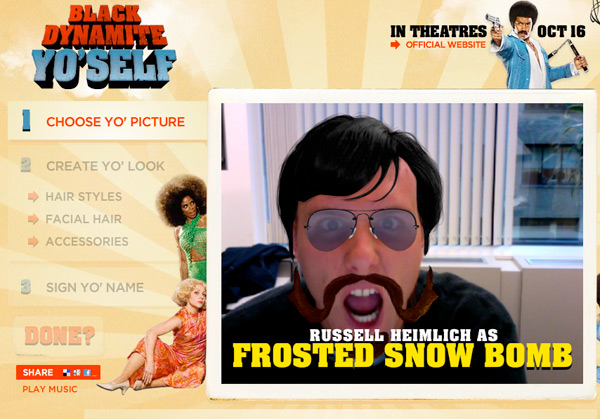 BLACK
DYNAMITE
YO'SELF
IN THEATRES
OFFICIAL WEBSITE
OCT 16
1 CHOOSE YO' PICTURE
2 CREATE YO' LOOK
HAIR STYLES
FACIAL HAIR
ACCESSORIES
3 SIGN YO' NAME
DONE?
SHARE
PLAY MUSIC
RUSSELL HEIMLICH AS
FROSTED SNOW BOMB